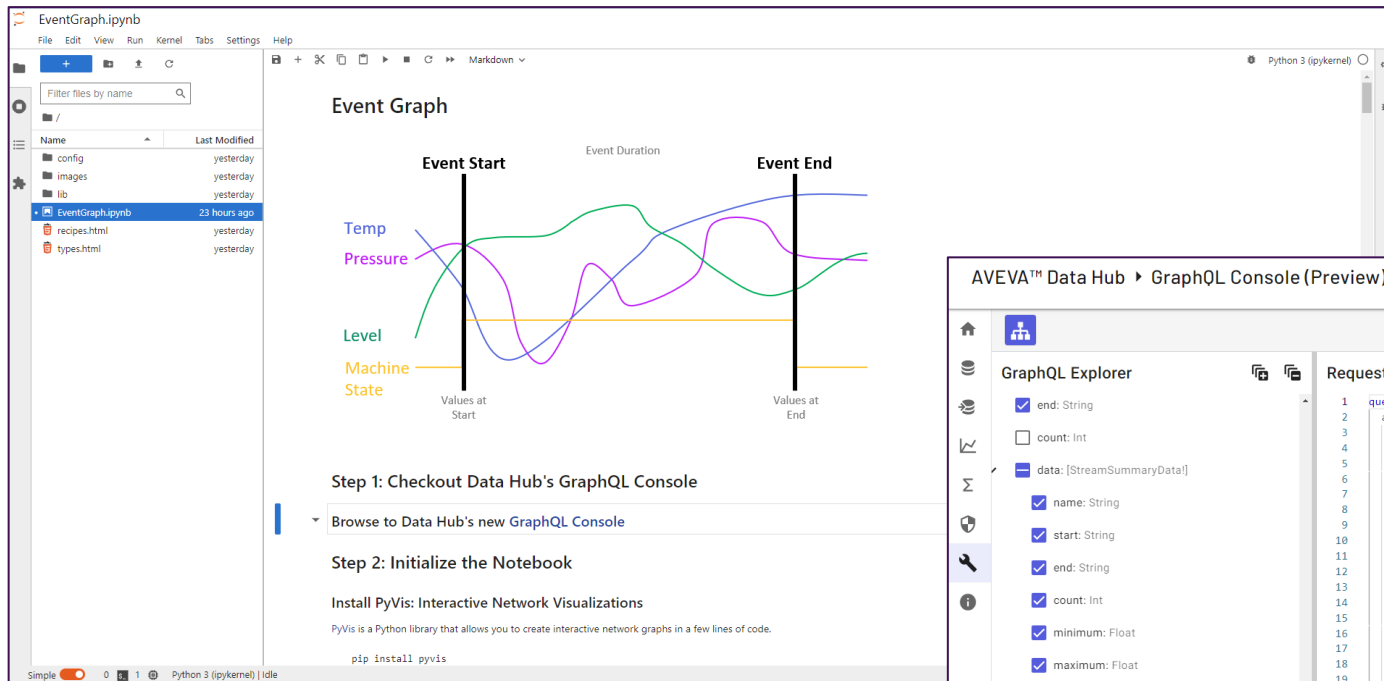 EventGraph.ipynb
File Edit View Run Kernel Tabs Settings Help
+
Filter files by name
/
Name Last Modified
config yesterday
images yesterday
lib yesterday
EventGraph.ipynb 23 hours ago
recipes.html yesterday
types.html yesterday
Markdown
Python 3 (ipykernel)
Event Graph
Event Duration
Event Start Event End
Temp
Pressure
Level
Machine
State
Values at
Start
Values at
End
Step 1: Checkout Data Hub's GraphQL Console
Browse to Data Hub's new GraphQL Console
Step 2: Initialize the Notebook
Install PyVis: Interactive Network Visualizations
PyVis is a Python library that allows you to create interactive network graphs in a few lines of code.
pip install pyvis
Simple 0 1 Python 3 (ipykernel) | Idle
AVEVA™ Data Hub GraphQL Console (Preview)
GraphQL Explorer
end: String
count: Int
data: [StreamSummaryData!]
name: String
start: String
end: String
count: Int
minimum: Float
maximum: Float
Request
1 que
2
3
4
5
6
7
8
9
10
11
12
13
14
15
16
17
18
19